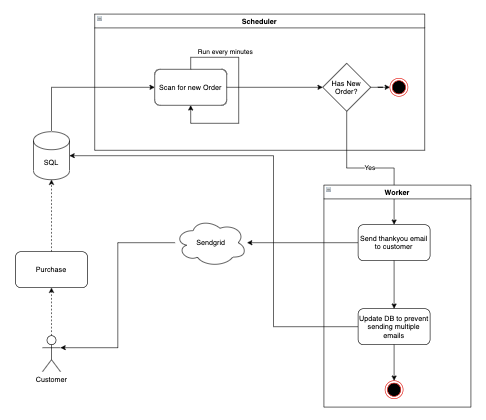 Scheduler
Run every minutes
Scan for new Order
Has New
Order?
SQL
Yes
Worker
Send thankyou email
to customer
Sendgrid
Purchase
Update DB to prevent
sending multiple
emails
Customer